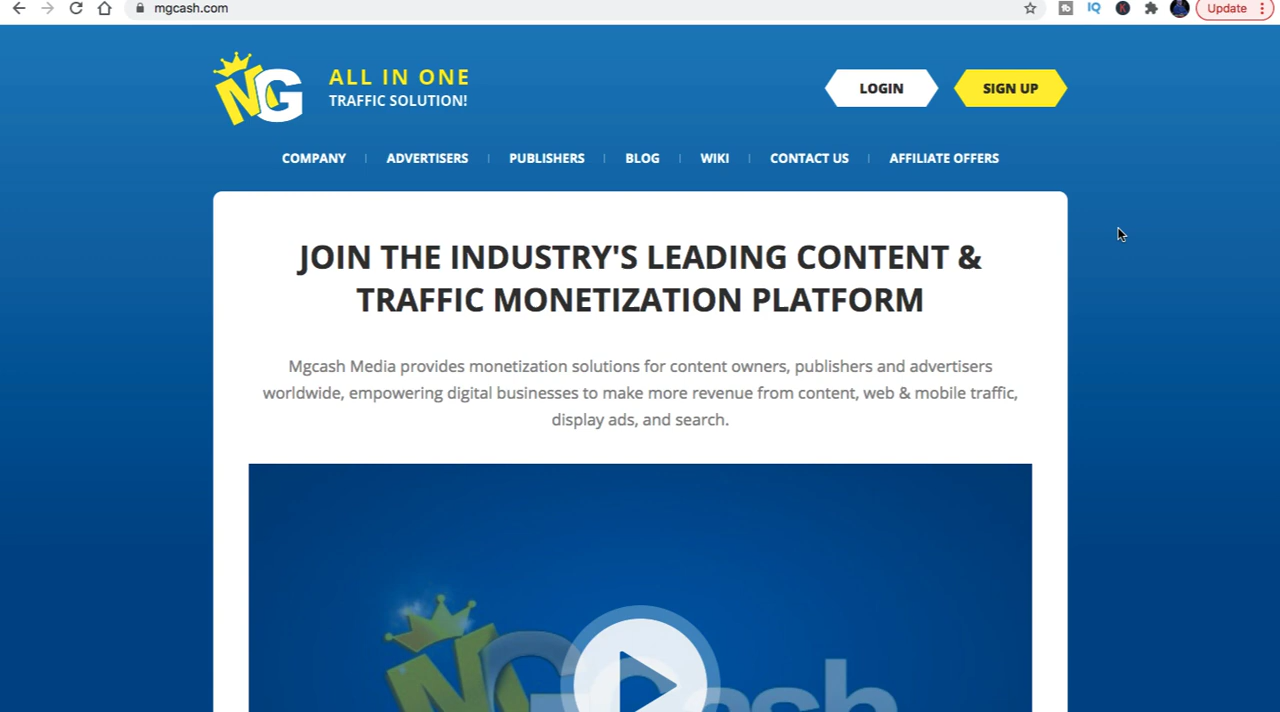 mgcash.com
Update
MG
ALL IN ONE
TRAFFIC SOLUTION!
LOGIN
SIGN UP
COMPANY
ADVERTISERS
PUBLISHERS
BLOG
WIKI
CONTACT US
AFFILIATE OFFERS
JOIN THE INDUSTRY'S LEADING CONTENT &
TRAFFIC MONETIZATION PLATFORM
Mgcash Media provides monetization solutions for content owners, publishers and advertisers
worldwide, empowering digital businesses to make more revenue from content, web & mobile traffic,
display ads, and search.
MGCash